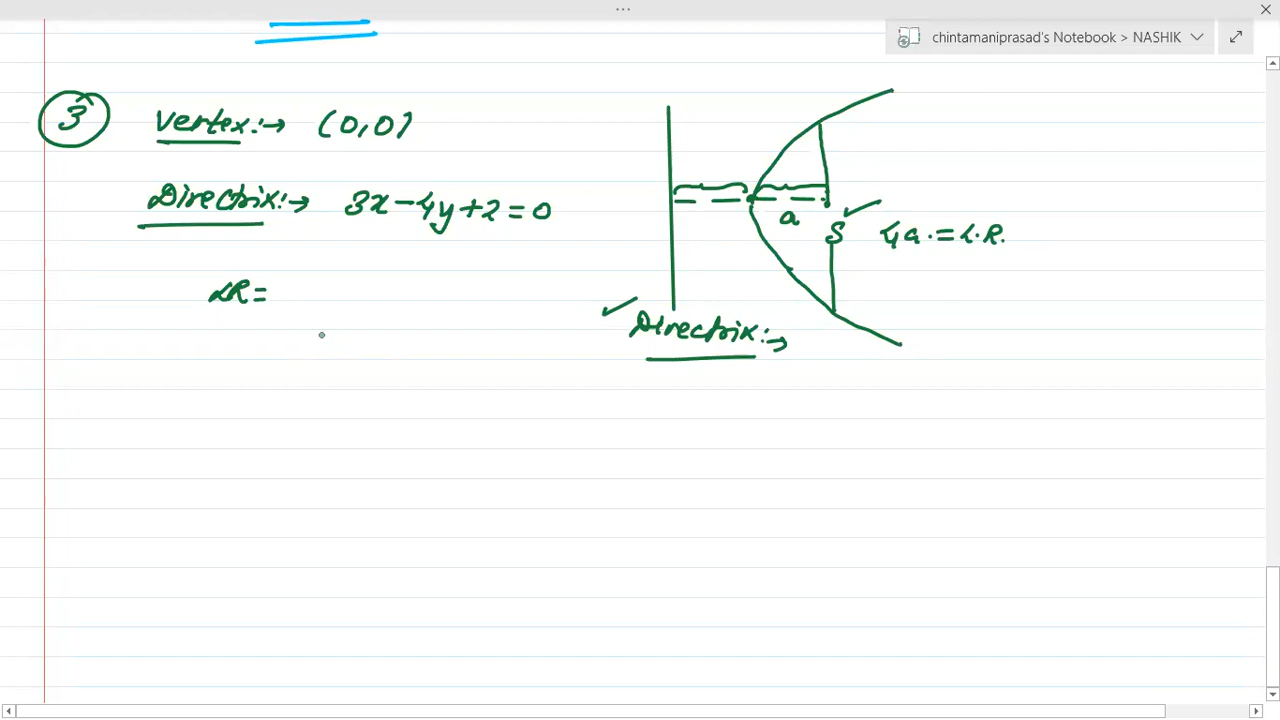 chintamaniprasad's Notebook > NASHIK
3 Vertex:→ (0,0)
Directrix:→ 3x-4y+2=0
a
S 4a.=L.R.
LR=
Directrix:→